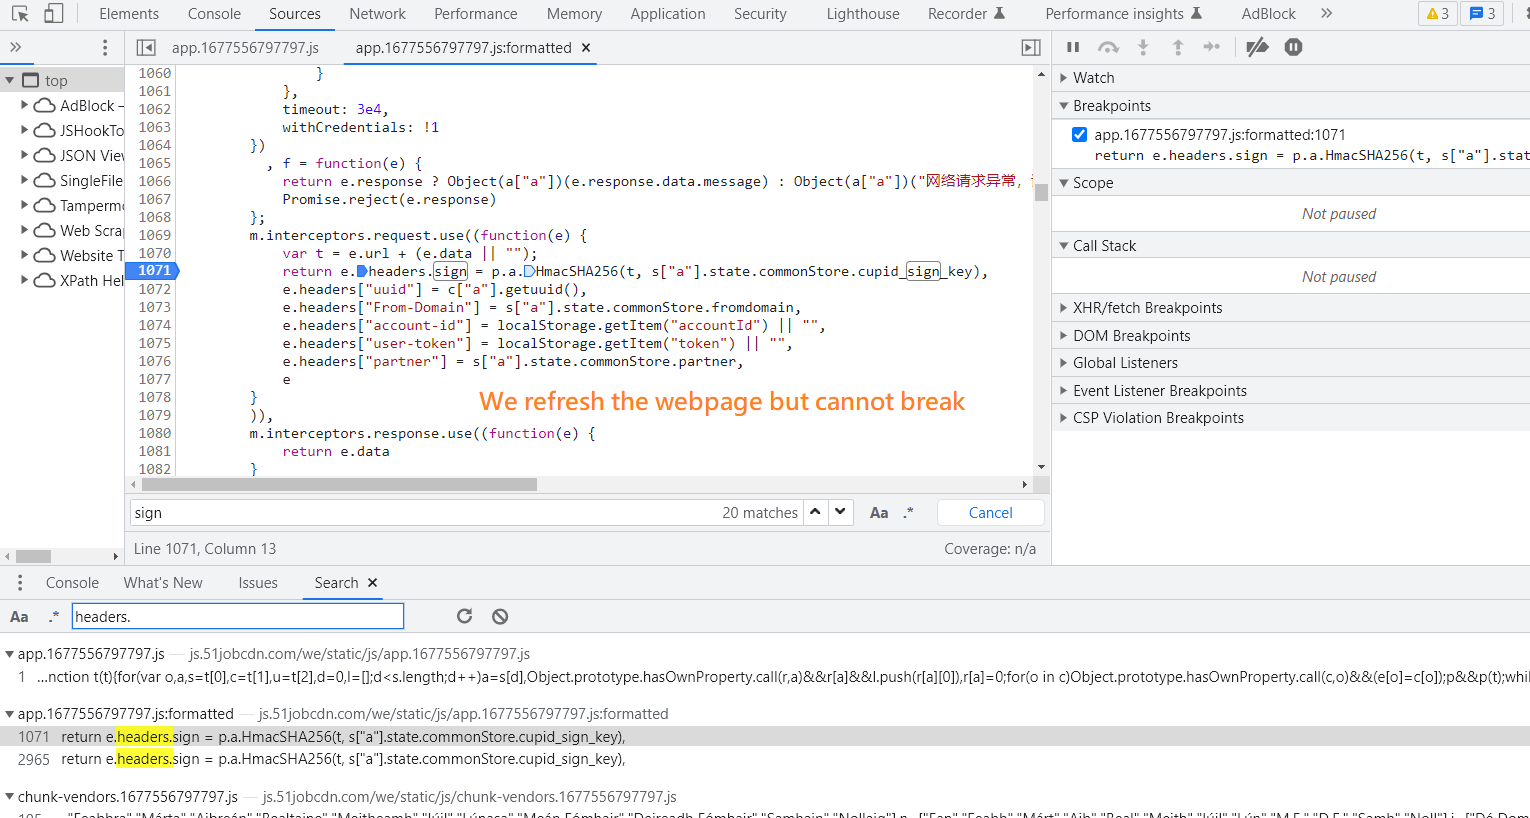 Elements Console Sources Network Performance Memory Application Security Lighthouse Recorder Performance insights AdBlock » 3 3
» app.1677556797797.js app.1677556797797.js:formatted ×
top
AdBlock –
JSHookTo
JSON Viev
SingleFile
Tamperm
Web Scrap
Website T
XPath Hel
1060 }
1061 },
1062 timeout: 3e4,
1063 withCredentials: !1
1064 })
1065 , f = function(e) {
1066 return e.response ? Object(a["a"])(e.response.data.message) : Object(a["a"])("网络请求异常，
1067 Promise.reject(e.response)
1068 };
1069 m.interceptors.request.use((function(e) {
1070 var t = e.url + (e.data || "");
1071 return e.headers.sign = p.a.HmacSHA256(t, s["a"].state.commonStore.cupid_sign_key),
1072 e.headers["uuid"] = c["a"].getuuid(),
1073 e.headers["From-Domain"] = s["a"].state.commonStore.fromdomain,
1074 e.headers["account-id"] = localStorage.getItem("accountId") || "",
1075 e.headers["user-token"] = localStorage.getItem("token") || "",
1076 e.headers["partner"] = s["a"].state.commonStore.partner,
1077 e
1078 }
1079 )),
1080 m.interceptors.response.use((function(e) {
1081 return e.data
1082 }
We refresh the webpage but cannot break
sign 20 matches Aa .* Cancel
Line 1071, Column 13 Coverage: n/a
Watch
Breakpoints
app.1677556797797.js:formatted:1071
return e.headers.sign = p.a.HmacSHA256(t, s["a"].stat
Scope
Not paused
Call Stack
Not paused
XHR/fetch Breakpoints
DOM Breakpoints
Global Listeners
Event Listener Breakpoints
CSP Violation Breakpoints
Console What's New Issues Search ×
Aa .* headers.
app.1677556797797.js — js.51jobcdn.com/we/static/js/app.1677556797797.js
1 …nction t(t){for(var o,a,s=t[0],c=t[1],u=t[2],d=0,l=[];d<s.length;d++)a=s[d],Object.prototype.hasOwnProperty.call(r,a)&&r[a]&&l.push(r[a][0]),r[a]=0;for(o in c)Object.prototype.hasOwnProperty.call(c,o)&&(e[o]=c[o]);p&&p(t);whil
app.1677556797797.js:formatted — js.51jobcdn.com/we/static/js/app.1677556797797.js:formatted
1071 return e.headers.sign = p.a.HmacSHA256(t, s["a"].state.commonStore.cupid_sign_key),
2965 return e.headers.sign = p.a.HmacSHA256(t, s["a"].state.commonStore.cupid_sign_key),
chunk-vendors.1677556797797.js — js.51jobcdn.com/we/static/js/chunk-vendors.1677556797797.js